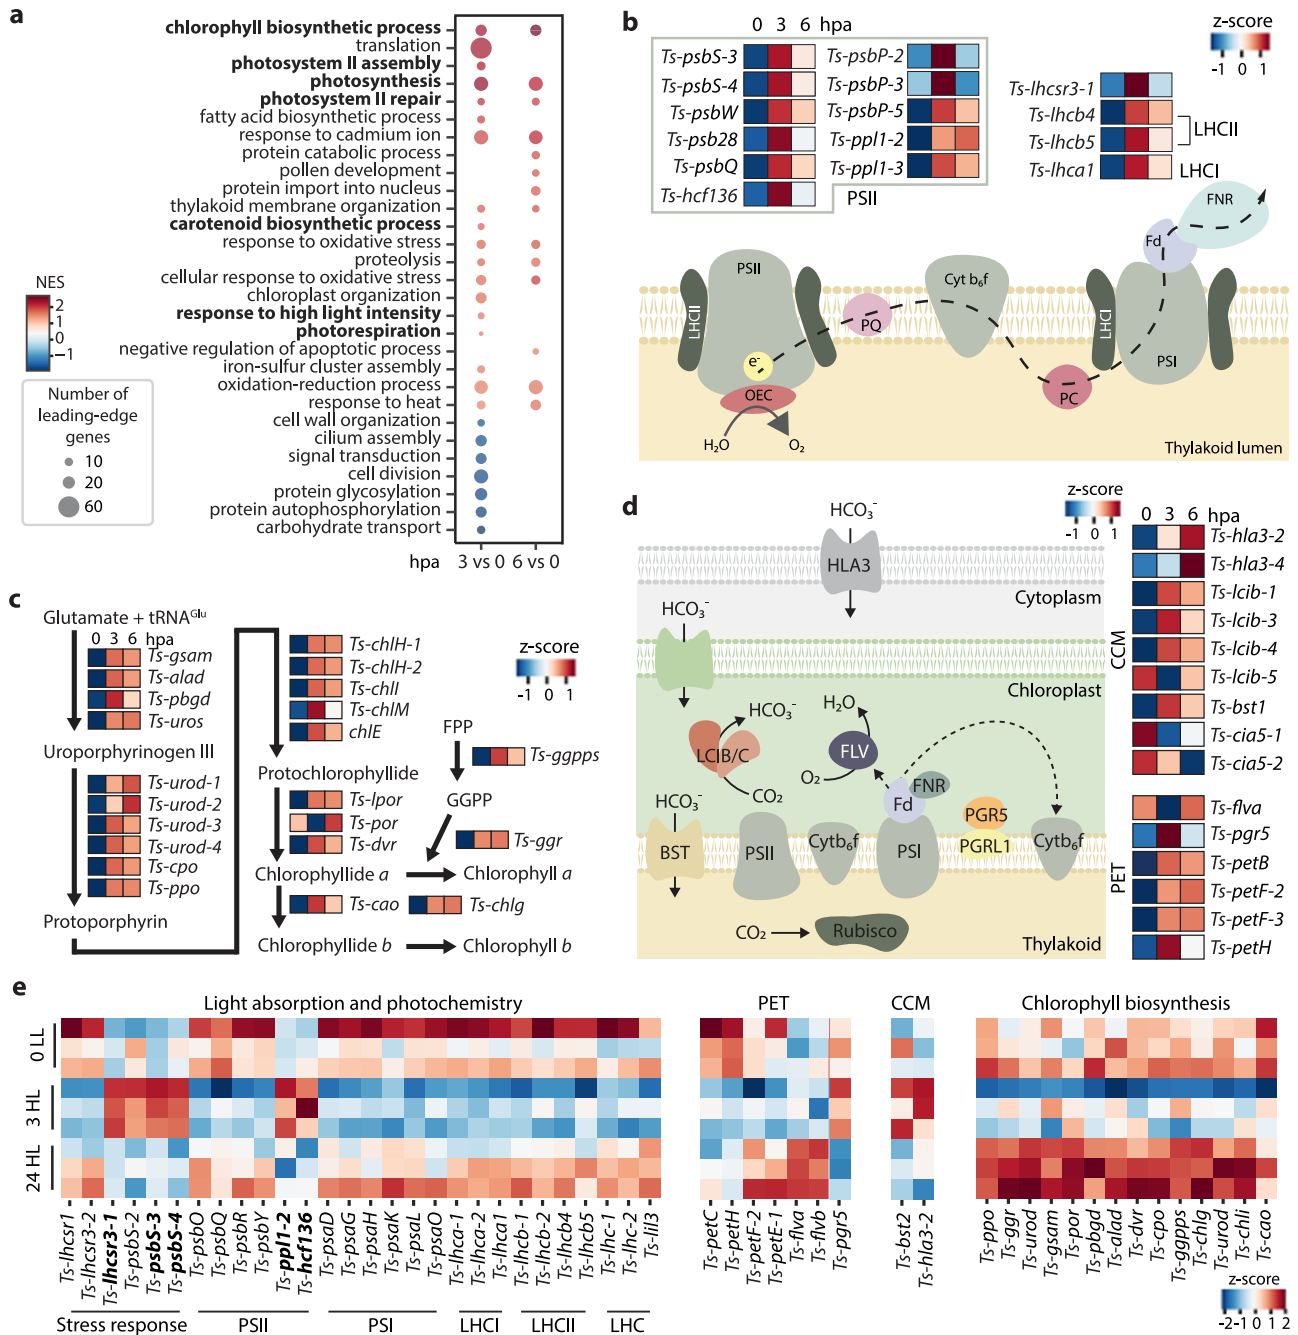 a
chlorophyll biosynthetic process
translation
photosystem II assembly
photosynthesis
photosystem II repair
fatty acid biosynthetic process
response to cadmium ion
protein catabolic process
pollen development
protein import into nucleus
thylakoid membrane organization
carotenoid biosynthetic process
response to oxidative stress
proteolysis
cellular response to oxidative stress
chloroplast organization
response to high light intensity
photorespiration
negative regulation of apoptotic process
iron-sulfur cluster assembly
oxidation-reduction process
response to heat
cell wall organization
cilium assembly
signal transduction
cell division
protein glycosylation
protein autophosphorylation
carbohydrate transport
hpa 3 vs 0 6 vs 0
NES
2
1
0
−1
Number of
leading-edge
genes
10
20
60
b
0 3 6 hpa
z-score
-1 0 1
Ts-psbS-3
Ts-psbS-4
Ts-psbW
Ts-psb28
Ts-psbQ
Ts-hcf136
Ts-psbP-2
Ts-psbP-3
Ts-psbP-5
Ts-ppl1-2
Ts-ppl1-3
PSII
Ts-lhcsr3-1
Ts-lhcb4
Ts-lhcb5
LHCII
Ts-lhca1
LHCI
FNR
Fd
PSII
Cyt b₆f
LHCII
PQ
LHCI
PSI
e⁻
OEC
PC
H₂O
O₂
Thylakoid lumen
c
Glutamate + tRNA^Glu
0 3 6 hpa
Ts-gsam
Ts-alad
Ts-pbgd
Ts-uros
Uroporphyrinogen III
Ts-urod-1
Ts-urod-2
Ts-urod-3
Ts-urod-4
Ts-cpo
Ts-ppo
Protoporphyrin
Ts-chlH-1
Ts-chlH-2
Ts-chlI
Ts-chlM
chlE
Protochlorophyllide
Ts-lpor
Ts-por
Ts-dvr
Chlorophyllide a
Chlorophyll a
Ts-cao
Ts-chlg
Chlorophyllide b
Chlorophyll b
z-score
-1 0 1
FPP
Ts-ggpps
GGPP
Ts-ggr
d
z-score
-1 0 1
0 3 6 hpa
HCO₃⁻
HLA3
Cytoplasm
HCO₃⁻
Chloroplast
HCO₃⁻
LCIB/C
CO₂
H₂O
FLV
O₂
Fd
FNR
HCO₃⁻
BST
PSII
Cytb₆f
PSI
PGR5
PGRL1
Cytb₆f
CO₂
Rubisco
Thylakoid
CCM
Ts-hla3-2
Ts-hla3-4
Ts-lcib-1
Ts-lcib-3
Ts-lcib-4
Ts-lcib-5
Ts-bst1
Ts-cia5-1
Ts-cia5-2
PET
Ts-flva
Ts-pgr5
Ts-petB
Ts-petF-2
Ts-petF-3
Ts-petH
e
Light absorption and photochemistry
PET
CCM
Chlorophyll biosynthesis
0 LL
3 HL
24 HL
Ts-lhcsr1
Ts-lhcsr3-2
Ts-lhcsr3-1
Ts-psbS-2
Ts-psbS-3
Ts-psbS-4
Ts-psbO
Ts-psbQ
Ts-psbR
Ts-psbY
Ts-ppl1-2
Ts-hcf136
Ts-psaD
Ts-psaG
Ts-psaH
Ts-psaK
Ts-psaL
Ts-psaO
Ts-lhca-1
Ts-lhca-2
Ts-lhca1
Ts-lhcb-1
Ts-lhcb-2
Ts-lhcb4
Ts-lhcb5
Ts-lhc-1
Ts-lhc-2
Ts-lil3
Ts-petC
Ts-petH
Ts-petF-2
Ts-petE-1
Ts-flva
Ts-flvb
Ts-pgr5
Ts-bst2
Ts-hla3-2
Ts-ppo
Ts-ggr
Ts-urod
Ts-gsam
Ts-por
Ts-pbgd
Ts-alad
Ts-dvr
Ts-cpo
Ts-ggpps
Ts-chlg
Ts-urod
Ts-chli
Ts-cao
Stress response
PSII
PSI
LHCI
LHCII
LHC
z-score
-2 -1 0 1 2